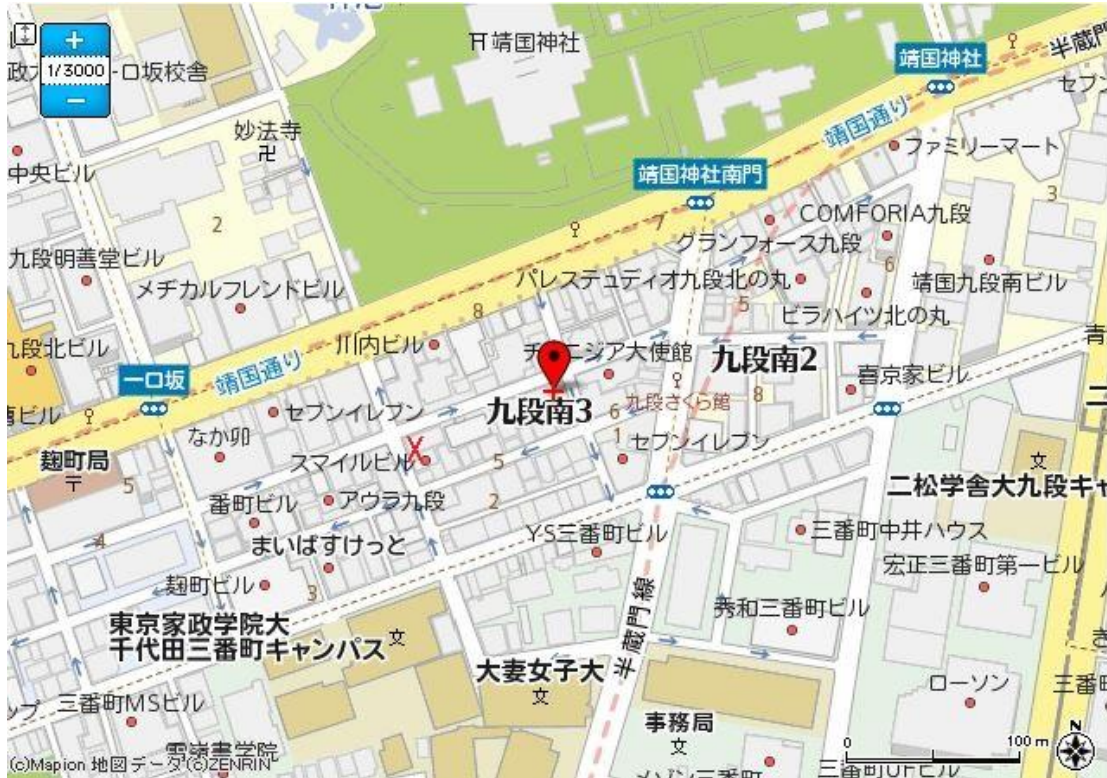 靖国神社
靖国神社
半蔵門
1/3000
一口坂校舎
セブン
妙法寺
靖国通り
ファミリーマート
中央ビル
靖国神社南門
3
2
7
COMFORIA九段
グランフォース九段
九段明善堂ビル
6
パレステュディオ九段北の丸
靖国九段南ビル
メヂカルフレンドビル
5
8
ビラハイツ北の丸
川内ビル
青
九段北ビル
大使館
九段南2
一口坂
靖国通り
喜京家ビル
セブンイレブン
九段南3
九段さくら館
8
6
なか卯
1
セブンイレブン
麹町局
スマイルビル
5
5
二松学舎大九段キャ
番町ビル
アウラ九段
2
4
まいばすけっと
YS三番町ビル
三番町中井ハウス
宏正三番町第一ビル
麹町ビル
3
半蔵門線
秀和三番町ビル
東京家政学院大
千代田三番町キャンパス
大妻女子大
ローソン
三番町MSビル
事務局
100 m
0
N
(c)Mapion 地図データ(c)ZENRIN